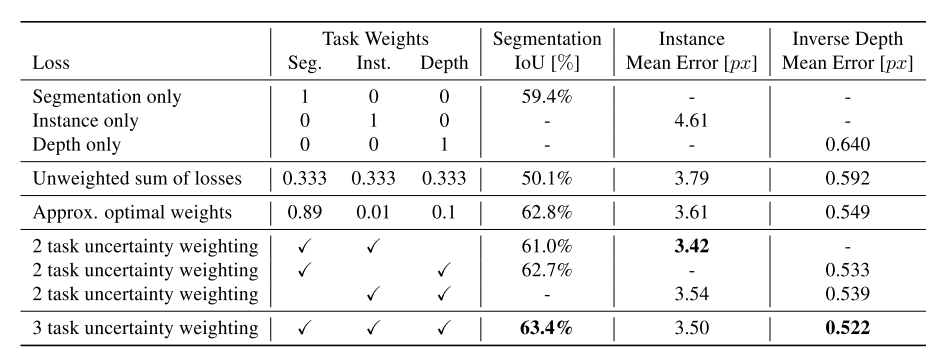 Task Weights Segmentation Instance Inverse Depth
Loss Seg. Inst. Depth IoU [%] Mean Error [px] Mean Error [px]
Segmentation only 1 0 0 59.4% - -
Instance only 0 1 0 - 4.61 -
Depth only 0 0 1 - - 0.640
Unweighted sum of losses 0.333 0.333 0.333 50.1% 3.79 0.592
Approx. optimal weights 0.89 0.01 0.1 62.8% 3.61 0.549
2 task uncertainty weighting ✓ ✓ 61.0% 3.42 -
2 task uncertainty weighting ✓ ✓ 62.7% - 0.533
2 task uncertainty weighting ✓ ✓ - 3.54 0.539
3 task uncertainty weighting ✓ ✓ ✓ 63.4% 3.50 0.522